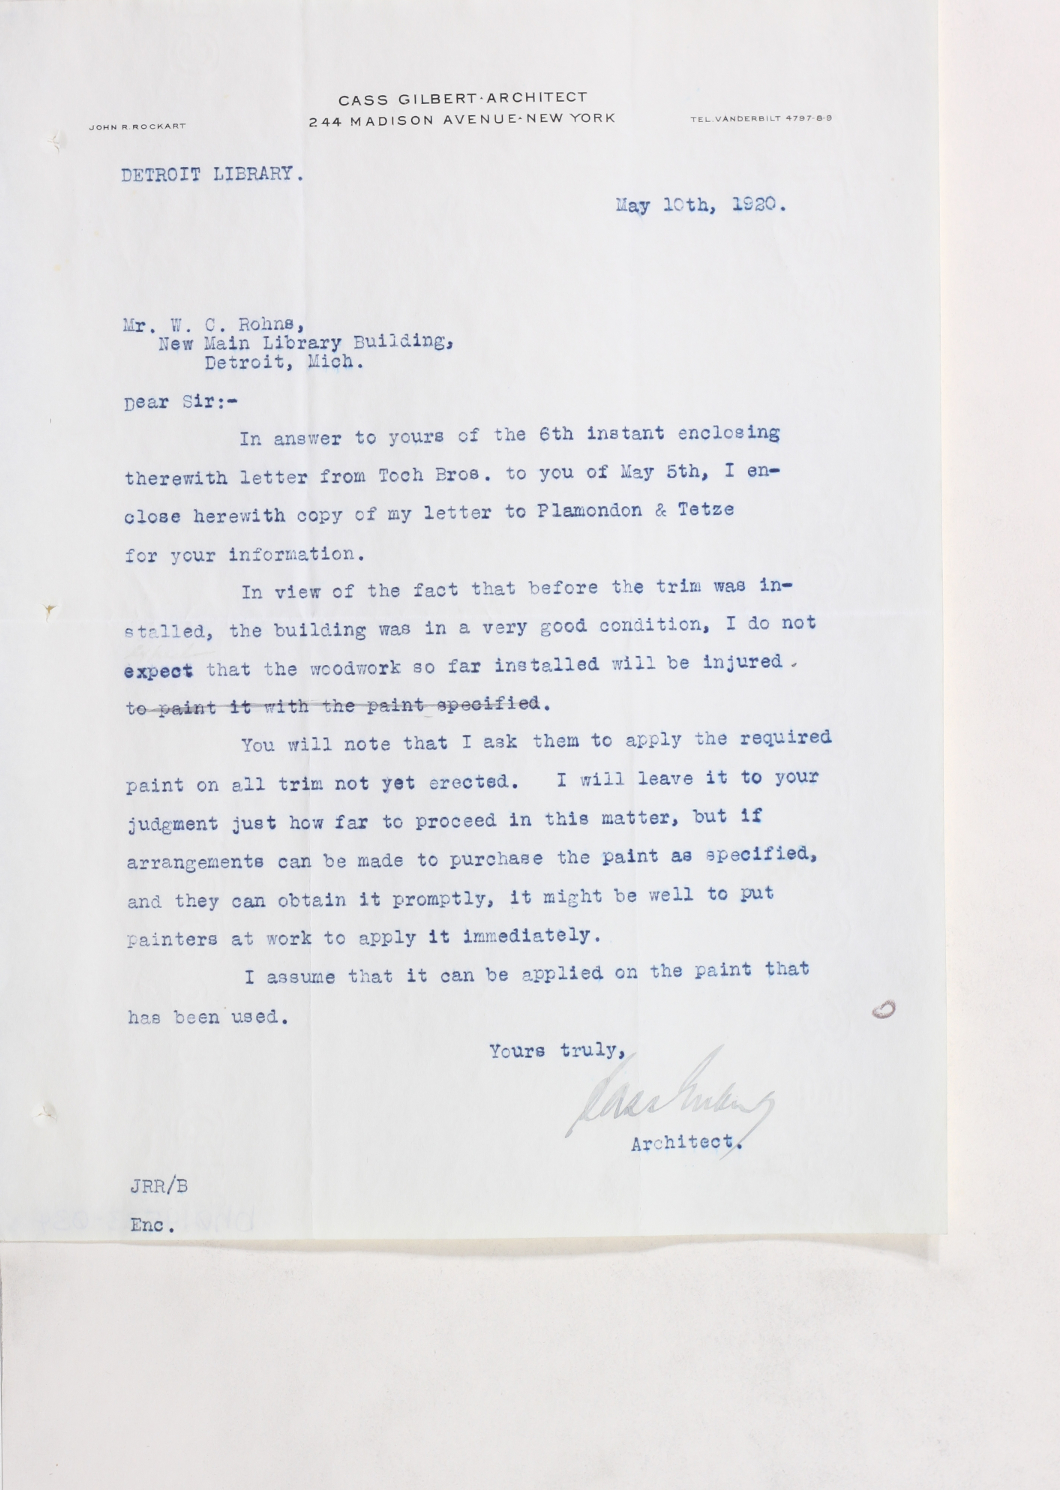 CASS GILBERT·ARCHITECT
244 MADISON AVENUE-NEW YORK
JOHN R. ROCKART
TEL. VANDERBILT 4797-8-9
DETROIT LIBRARY.
May 10th, 1920.
Mr. W. C. Rohns,
New Main Library Building,
Detroit, Mich.
Dear Sir:-
In answer to yours of the 6th instant enclosing
therewith letter from Toch Bros. to you of May 5th, I en-
close herewith copy of my letter to Plamondon & Tetze
for your information.
In view of the fact that before the trim was in-
stalled, the building was in a very good condition, I do not
expect that the woodwork so far installed will be injured.
to paint it with the paint specified.
You will note that I ask them to apply the required
paint on all trim not yet erected. I will leave it to your
judgment just how far to proceed in this matter, but if
arrangements can be made to purchase the paint as specified,
and they can obtain it promptly, it might be well to put
painters at work to apply it immediately.
I assume that it can be applied on the paint that
has been used.
Yours truly,
Cass Gilbert
Architect.
JRR/B
Enc.